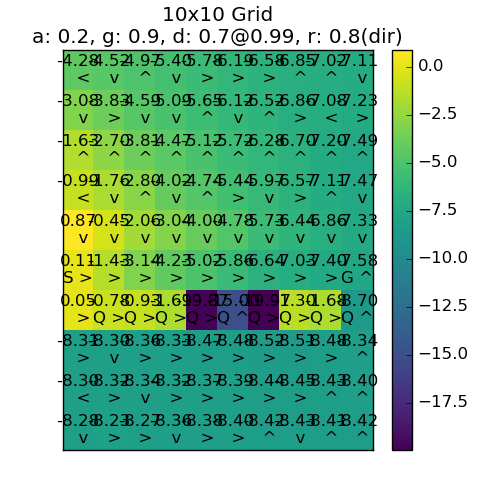 10x10 Grid
a: 0.2, g: 0.9, d: 0.7@0.99, r: 0.8(dir)
-4.28 -4.52 -4.97 -5.40 -5.78 -6.19 -6.58 -6.85 -7.02 -7.11
< v ^ v > > > ^ ^ v
-3.08 -3.83 -4.59 -5.09 -5.65 -6.12 -6.52 -6.86 -7.08 -7.23
v > v v ^ v ^ > < >
-1.63 -2.70 -3.81 -4.47 -5.12 -5.72 -6.28 -6.70 -7.20 -7.49
^ ^ ^ ^ ^ ^ ^ ^ ^ ^
-0.99 -1.76 -2.80 -4.02 -4.74 -5.44 -5.97 -6.57 -7.11 -7.47
< v ^ v ^ > v ^ > ^
0.87 -0.45 -2.06 -3.04 -4.00 -4.78 -5.73 -6.44 -6.86 -7.33
v v v v v v v v v v
0.11 -1.43 -3.14 -4.23 -5.02 -5.86 -6.64 -7.03 -7.40 -7.58
S > > > > > > > > > G ^
0.05 -0.78 -0.93 -1.69 -1.30 -1.68 -8.70
> Q > Q > Q > Q > Q ^ Q > Q > Q > Q ^
-8.31 -8.30 -8.36 -8.33 -8.47 -8.48 -8.52 -8.51 -8.48 -8.34
> v > > > > > > > ^
-8.30 -8.32 -8.34 -8.32 -8.37 -8.39 -8.44 -8.45 -8.43 -8.40
< > > v > > > > ^ ^
-8.28 -8.23 -8.27 -8.36 -8.38 -8.40 -8.42 -8.43 -8.41 -8.42
v > > v > > ^ v ^ ^
0.0
−2.5
−5.0
−7.5
−10.0
−12.5
−15.0
−17.5